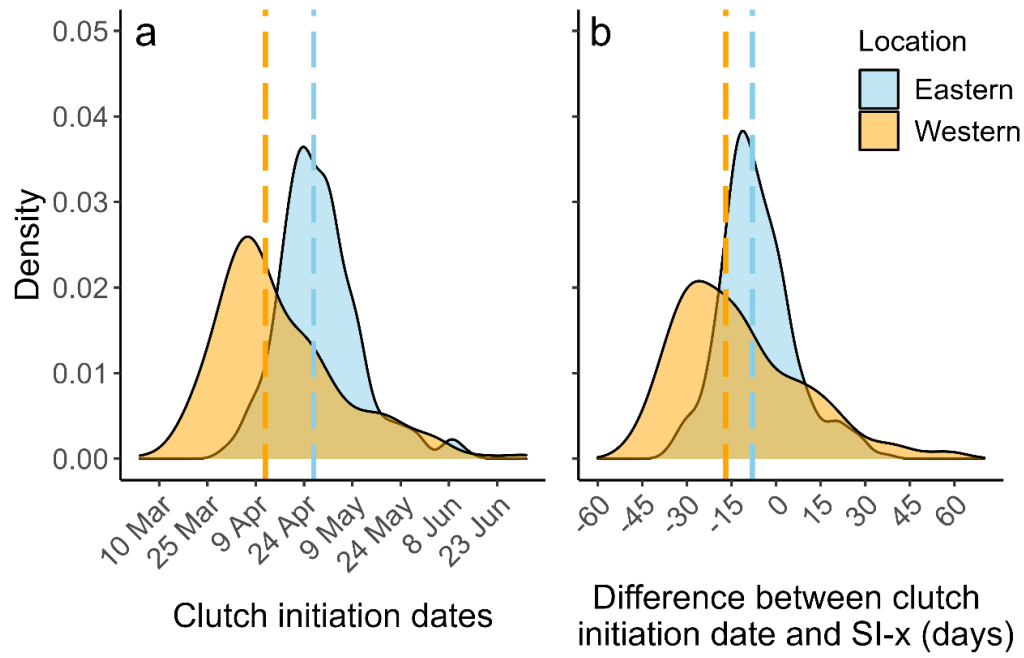 a
b
Location
Eastern
Western
Density
0.05
0.04
0.03
0.02
0.01
0.00
10 Mar
25 Mar
9 Apr
24 Apr
9 May
24 May
8 Jun
23 Jun
-60
-45
-30
-15
0
15
30
45
60
Clutch initiation dates
Difference between clutch
initiation date and SI-x (days)